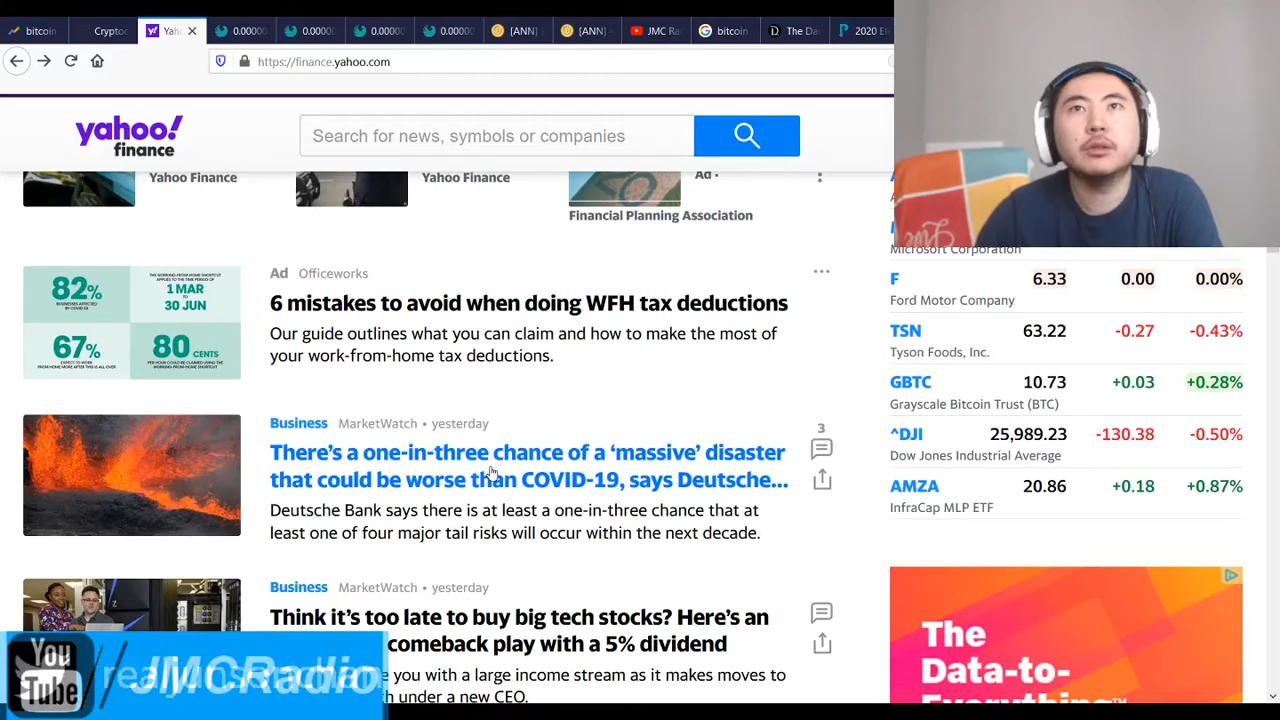 bitcoin
Cryptoc
Yaho
0.00000
0.00000
0.00000
0.00000
[ANN]
[ANN]
JMC Ra
bitcoin
The Da
2020 El
https://finance.yahoo.com
yahoo!
finance
Search for news, symbols or companies
Yahoo Finance
Yahoo Finance
Ad •
Financial Planning Association
Microsoft Corporation
F 6.33 0.00 0.00%
Ford Motor Company
TSN 63.22 -0.27 -0.43%
Tyson Foods, Inc.
GBTC 10.73 +0.03 +0.28%
Grayscale Bitcoin Trust (BTC)
^DJI 25,989.23 -130.38 -0.50%
Dow Jones Industrial Average
AMZA 20.86 +0.18 +0.87%
InfraCap MLP ETF
82%
1 MAR
TO
30 JUN
67%
80
CENTS
Ad Officeworks
6 mistakes to avoid when doing WFH tax deductions
Our guide outlines what you can claim and how to make the most of
your work-from-home tax deductions.
Business MarketWatch • yesterday
3
There's a one-in-three chance of a ‘massive’ disaster
that could be worse than COVID-19, says Deutsche...
Deutsche Bank says there is at least a one-in-three chance that at
least one of four major tail risks will occur within the next decade.
Business MarketWatch • yesterday
Think it's too late to buy big tech stocks? Here's an
comeback play with a 5% dividend
you with a large income stream as it makes moves to
under a new CEO.
The
Data-to-
Everything™
You
Tube
JMCRadio